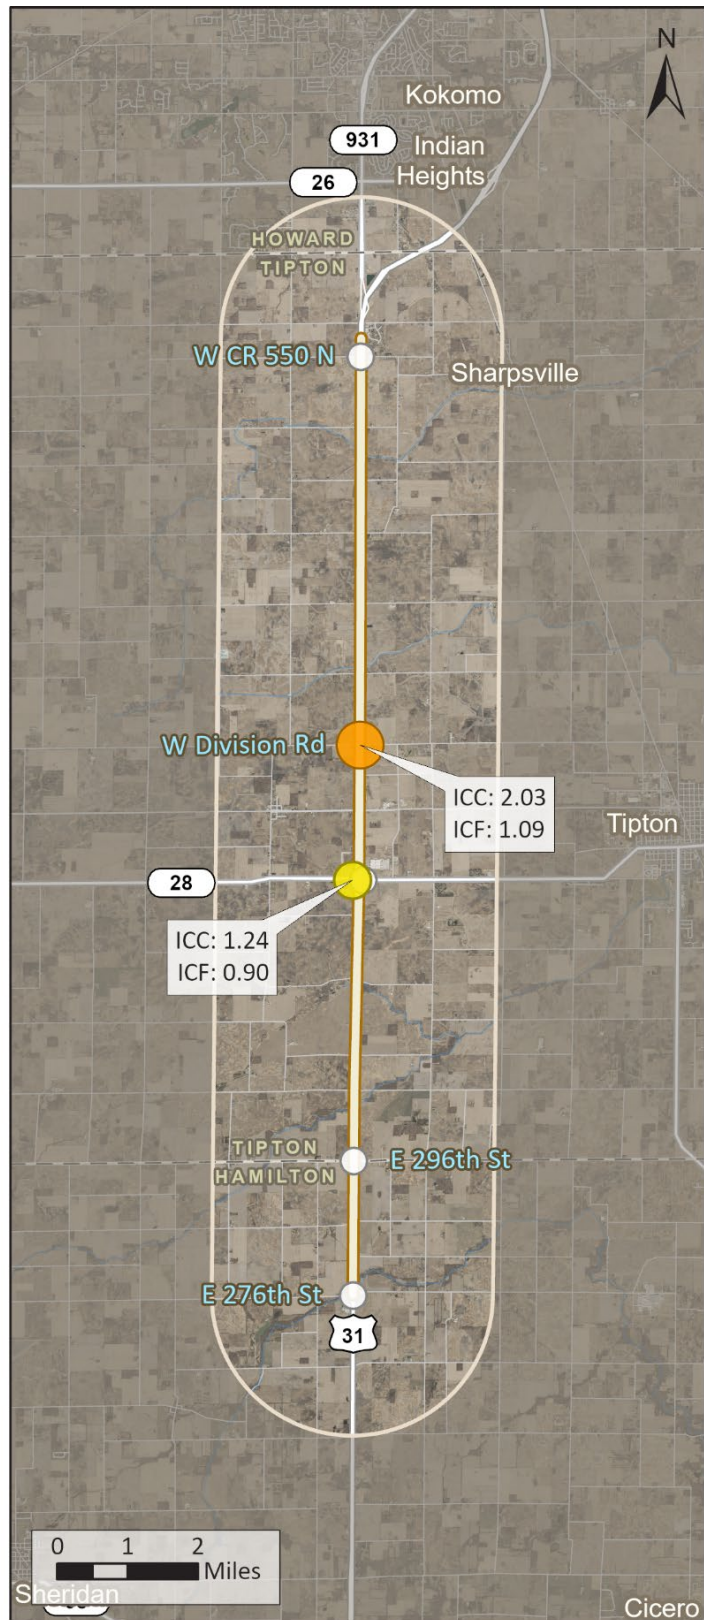 N
Kokomo
931
Indian
Heights
26
HOWARD
TIPTON
W CR 550 N
Sharpsville
W Division Rd
ICC: 2.03
ICF: 1.09
Tipton
28
ICC: 1.24
ICF: 0.90
TIPTON
HAMILTON
E 296th St
E 276th St
31
0 1 2
Miles
Sheridan
Cicero